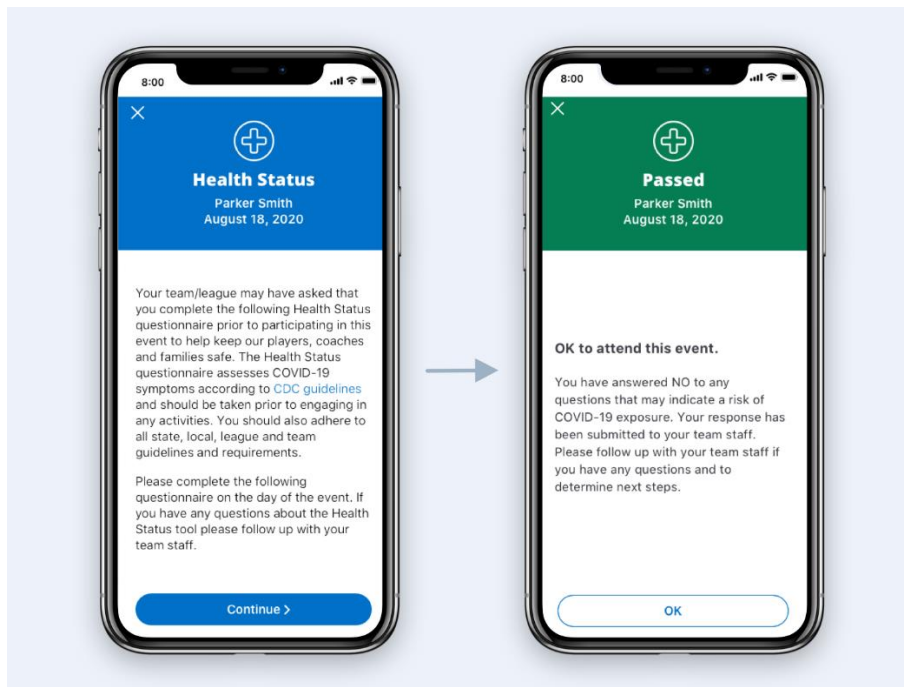 8:00
Health Status
Parker Smith
August 18, 2020
Your team/league may have asked that
you complete the following Health Status
questionnaire prior to participating in this
event to help keep our players, coaches
and families safe. The Health Status
questionnaire assesses COVID-19
symptoms according to CDC guidelines
and should be taken prior to engaging in
any activities. You should also adhere to
all state, local, league and team
guidelines and requirements.
Please complete the following
questionnaire on the day of the event. If
you have any questions about the Health
Status tool please follow up with your
team staff.
Continue >
8:00
Passed
Parker Smith
August 18, 2020
OK to attend this event.
You have answered NO to any
questions that may indicate a risk of
COVID-19 exposure. Your response has
been submitted to your team staff.
Please follow up with your team staff if
you have any questions and to
determine next steps.
OK